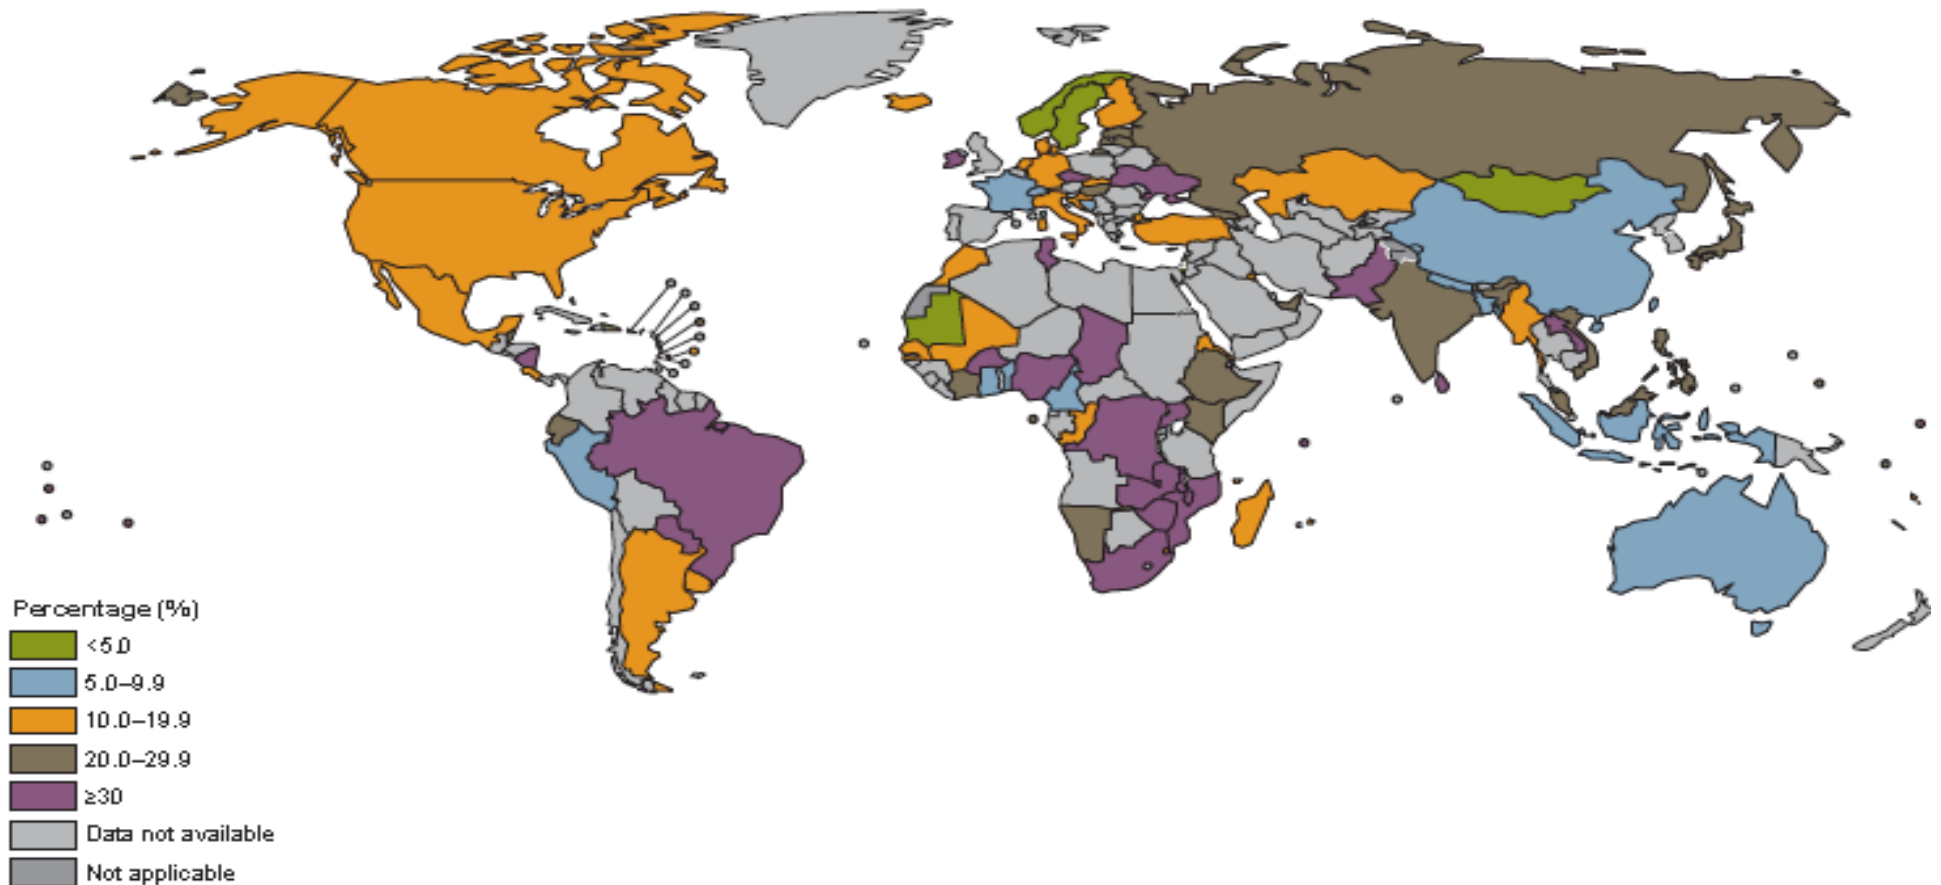 Percentage (%)
<5.0
5.0–9.9
10.0–19.9
20.0–29.9
≥30
Data not available
Not applicable